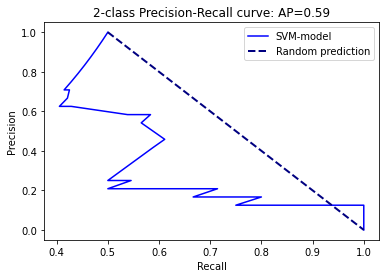 2-class Precision-Recall curve: AP=0.59
SVM-model
Random prediction
Precision
1.0
0.8
0.6
0.4
0.2
0.0
0.4 0.5 0.6 0.7 0.8 0.9 1.0
Recall